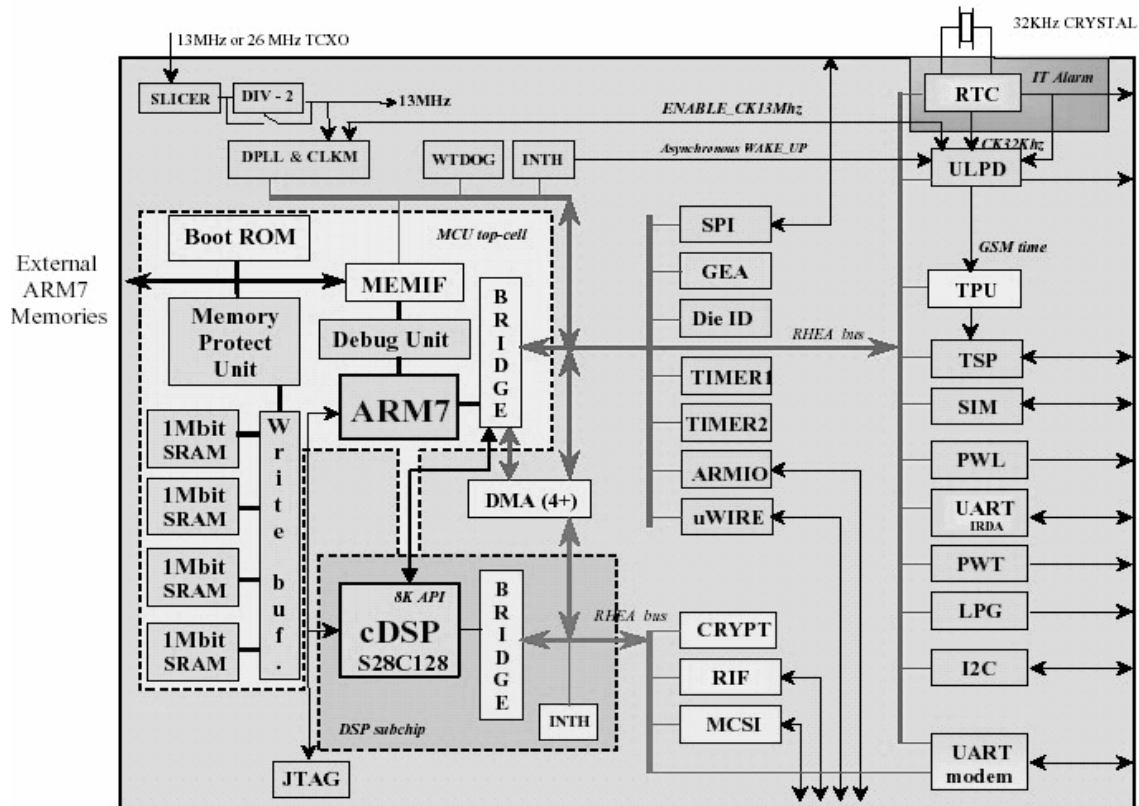 13MHz or 26 MHz TCXO
32KHz CRYSTAL
SLICER
DIV - 2
13MHz
RTC
IT Alarm
ENABLE_CK13Mhz
DPLL & CLKM
WTDOG
INTH
Asynchronous WAKE_UP
CK32Khz
ULPD
Boot ROM
MCU top-cell
SPI
GSM time
External
ARM7
Memories
MEMIF
BRIDGE
GEA
TPU
Memory
Protect
Unit
Debug Unit
Die ID
RHEA bus
TSP
ARM7
TIMER1
SIM
1Mbit
SRAM
Write buf.
TIMER2
PWL
1Mbit
SRAM
DMA (4+)
ARMIO
UART
IRDA
uWIRE
1Mbit
SRAM
8K API
cDSP
S28C128
BRIDGE
RHEA bus
PWT
CRYPT
LPG
1Mbit
SRAM
RIF
I2C
INTH
MCSI
DSP subchip
JTAG
UART
modem